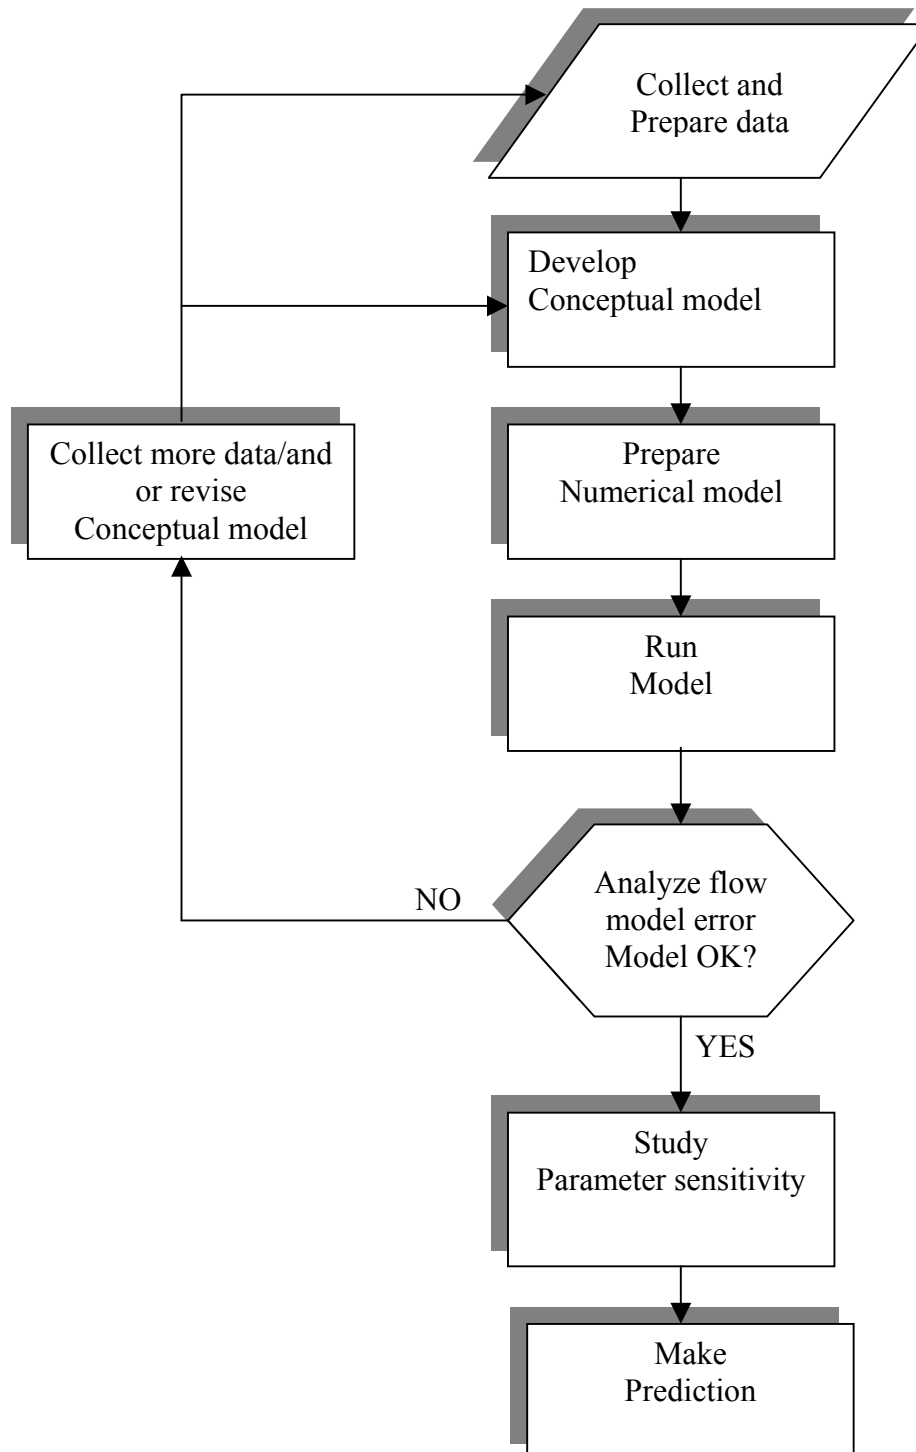 Collect and
Prepare data
Develop
Conceptual model
Collect more data/and
or revise
Conceptual model
Prepare
Numerical model
Run
Model
NO
Analyze flow
model error
Model OK?
YES
Study
Parameter sensitivity
Make
Prediction